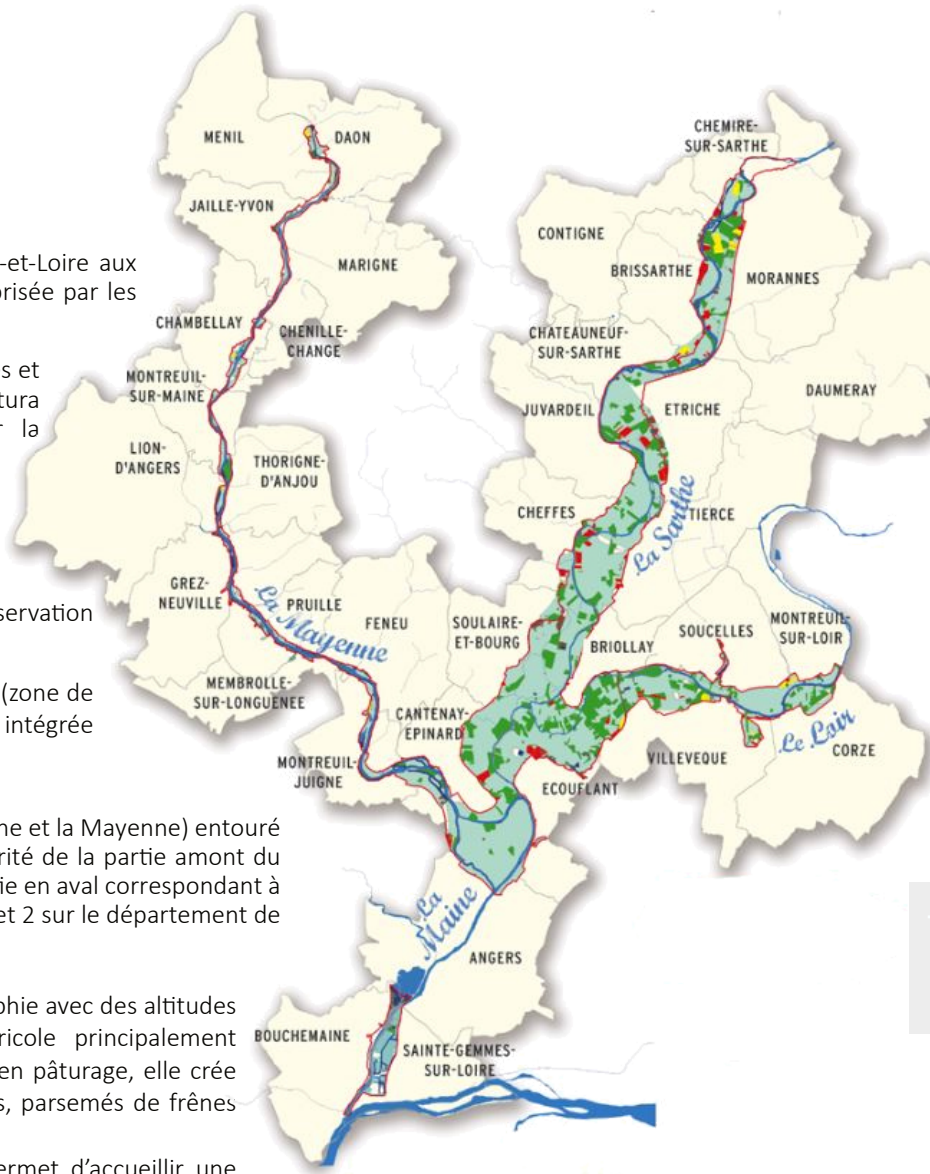 -et-Loire aux
orisée par les
s et
tura
la
servation
(zone de
intégrée
ne et la Mayenne) entouré
rité de la partie amont du
ie en aval correspondant à
et 2 sur le département de
phie avec des altitudes
ricole principalement
en pâturage, elle crée
s, parsemés de frênes
ermet d'accueillir une
MENIL
DAON
JAILLE-YVON
MARIGNE
CHAMBELLAY
CHENILLE-
CHANGE
MONTREUIL-
SUR-MAINE
LION-
D'ANGERS
THORIGNE-
D'ANJOU
GREZ-
NEUVILLE
PRUILLE
La Mayenne
FENEU
MEMBROLLE-
SUR-LONGUENEE
MONTREUIL-
JUIGNE
CANTENAY-
ÉPINARD
SOULAIRE-
ET-BOURG
CHEMIRE-
SUR-SARTHE
CONTIGNE
BRISSARTHE
MORANNES
CHATEAUNEUF-
SUR-SARTHE
JUVARDEIL
ETRICHE
DAUMERAY
CHEFFES
La Sarthe
TIERCE
BRIOLLAY
SOUCELLES
MONTREUIL-
SUR-LOIR
Le Loir
CORZE
VILLEVEQUE
ECOUFLANT
La
Maine
ANGERS
BOUCHEMAINE
SAINTE-GEMMES-
SUR-LOIRE